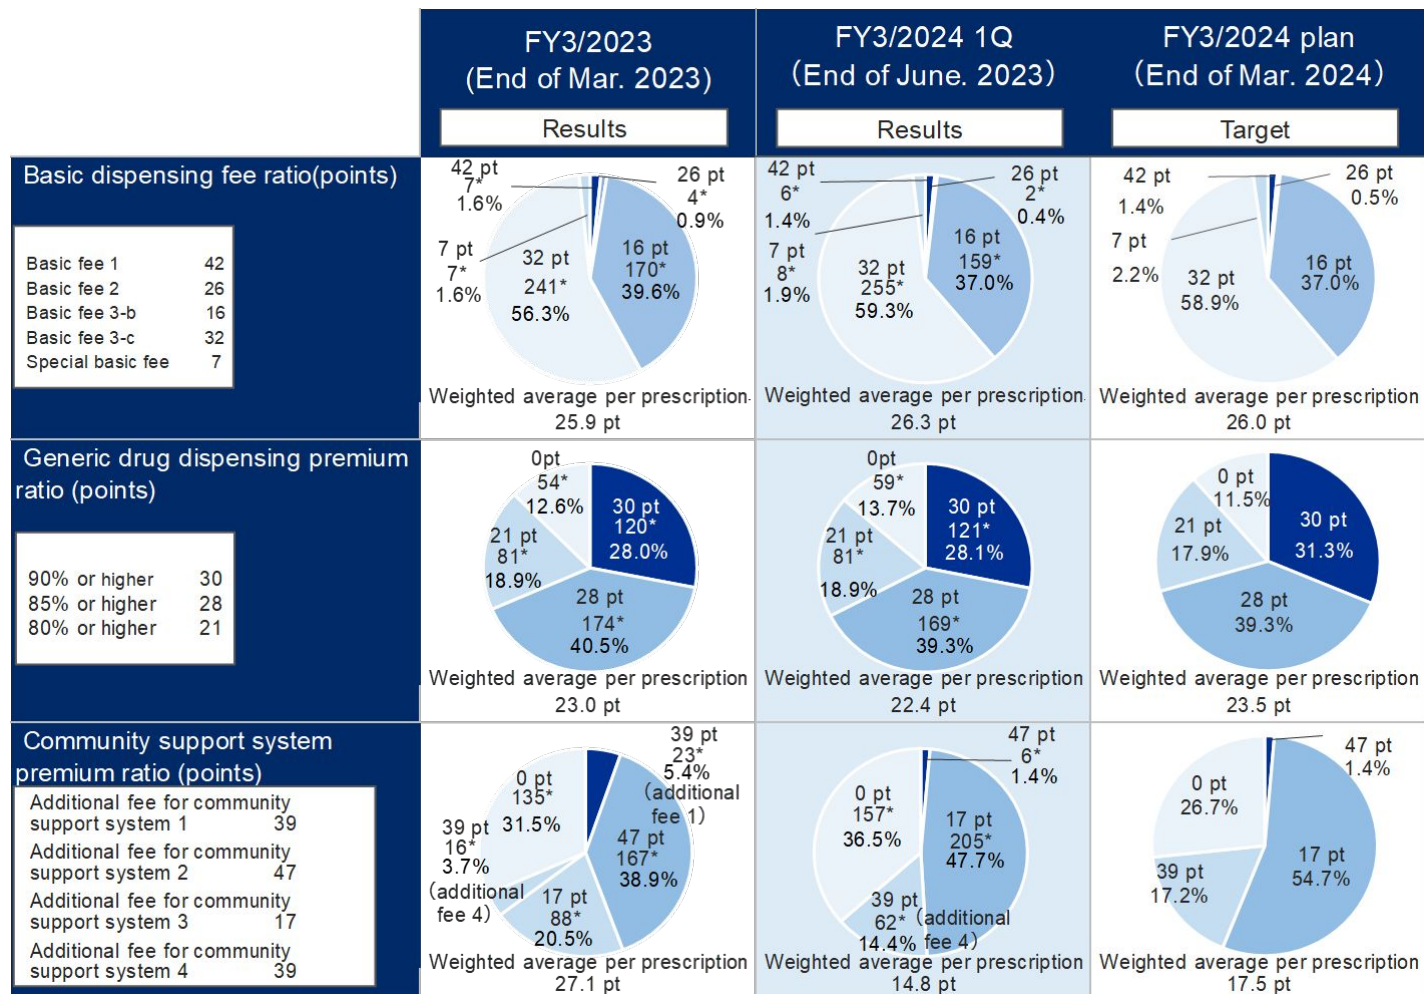 FY3/2023
(End of Mar. 2023)
Results
FY3/2024 1Q
(End of June. 2023)
Results
FY3/2024 plan
(End of Mar. 2024)
Target
Basic dispensing fee ratio(points)
Basic fee 1 42
Basic fee 2 26
Basic fee 3-b 16
Basic fee 3-c 32
Special basic fee 7
42 pt
7*
1.6%
26 pt
4*
0.9%
7 pt
7*
1.6%
32 pt
241*
56.3%
16 pt
170*
39.6%
Weighted average per prescription
25.9 pt
42 pt
6*
1.4%
26 pt
2*
0.4%
7 pt
8*
1.9%
32 pt
255*
59.3%
16 pt
159*
37.0%
Weighted average per prescription
26.3 pt
42 pt
1.4%
26 pt
0.5%
7 pt
2.2%
32 pt
58.9%
16 pt
37.0%
Weighted average per prescription
26.0 pt
Generic drug dispensing premium
ratio (points)
90% or higher 30
85% or higher 28
80% or higher 21
0pt
54*
12.6%
30 pt
120*
28.0%
21 pt
81*
18.9%
28 pt
174*
40.5%
Weighted average per prescription
23.0 pt
0pt
59*
13.7%
30 pt
121*
28.1%
21 pt
81*
18.9%
28 pt
169*
39.3%
Weighted average per prescription
22.4 pt
0 pt
11.5%
30 pt
31.3%
21 pt
17.9%
28 pt
39.3%
Weighted average per prescription
23.5 pt
Community support system
premium ratio (points)
Additional fee for community
support system 1 39
Additional fee for community
support system 2 47
Additional fee for community
support system 3 17
Additional fee for community
support system 4 39
39 pt
23*
5.4%
(additional
fee 1)
0 pt
135*
31.5%
39 pt
16*
3.7%
(additional
fee 4)
47 pt
167*
38.9%
17 pt
88*
20.5%
Weighted average per prescription
27.1 pt
47 pt
6*
1.4%
0 pt
157*
36.5%
17 pt
205*
47.7%
39 pt
62*
14.4%
(additional
fee 4)
Weighted average per prescription
14.8 pt
47 pt
1.4%
0 pt
26.7%
17 pt
54.7%
39 pt
17.2%
Weighted average per prescription
17.5 pt